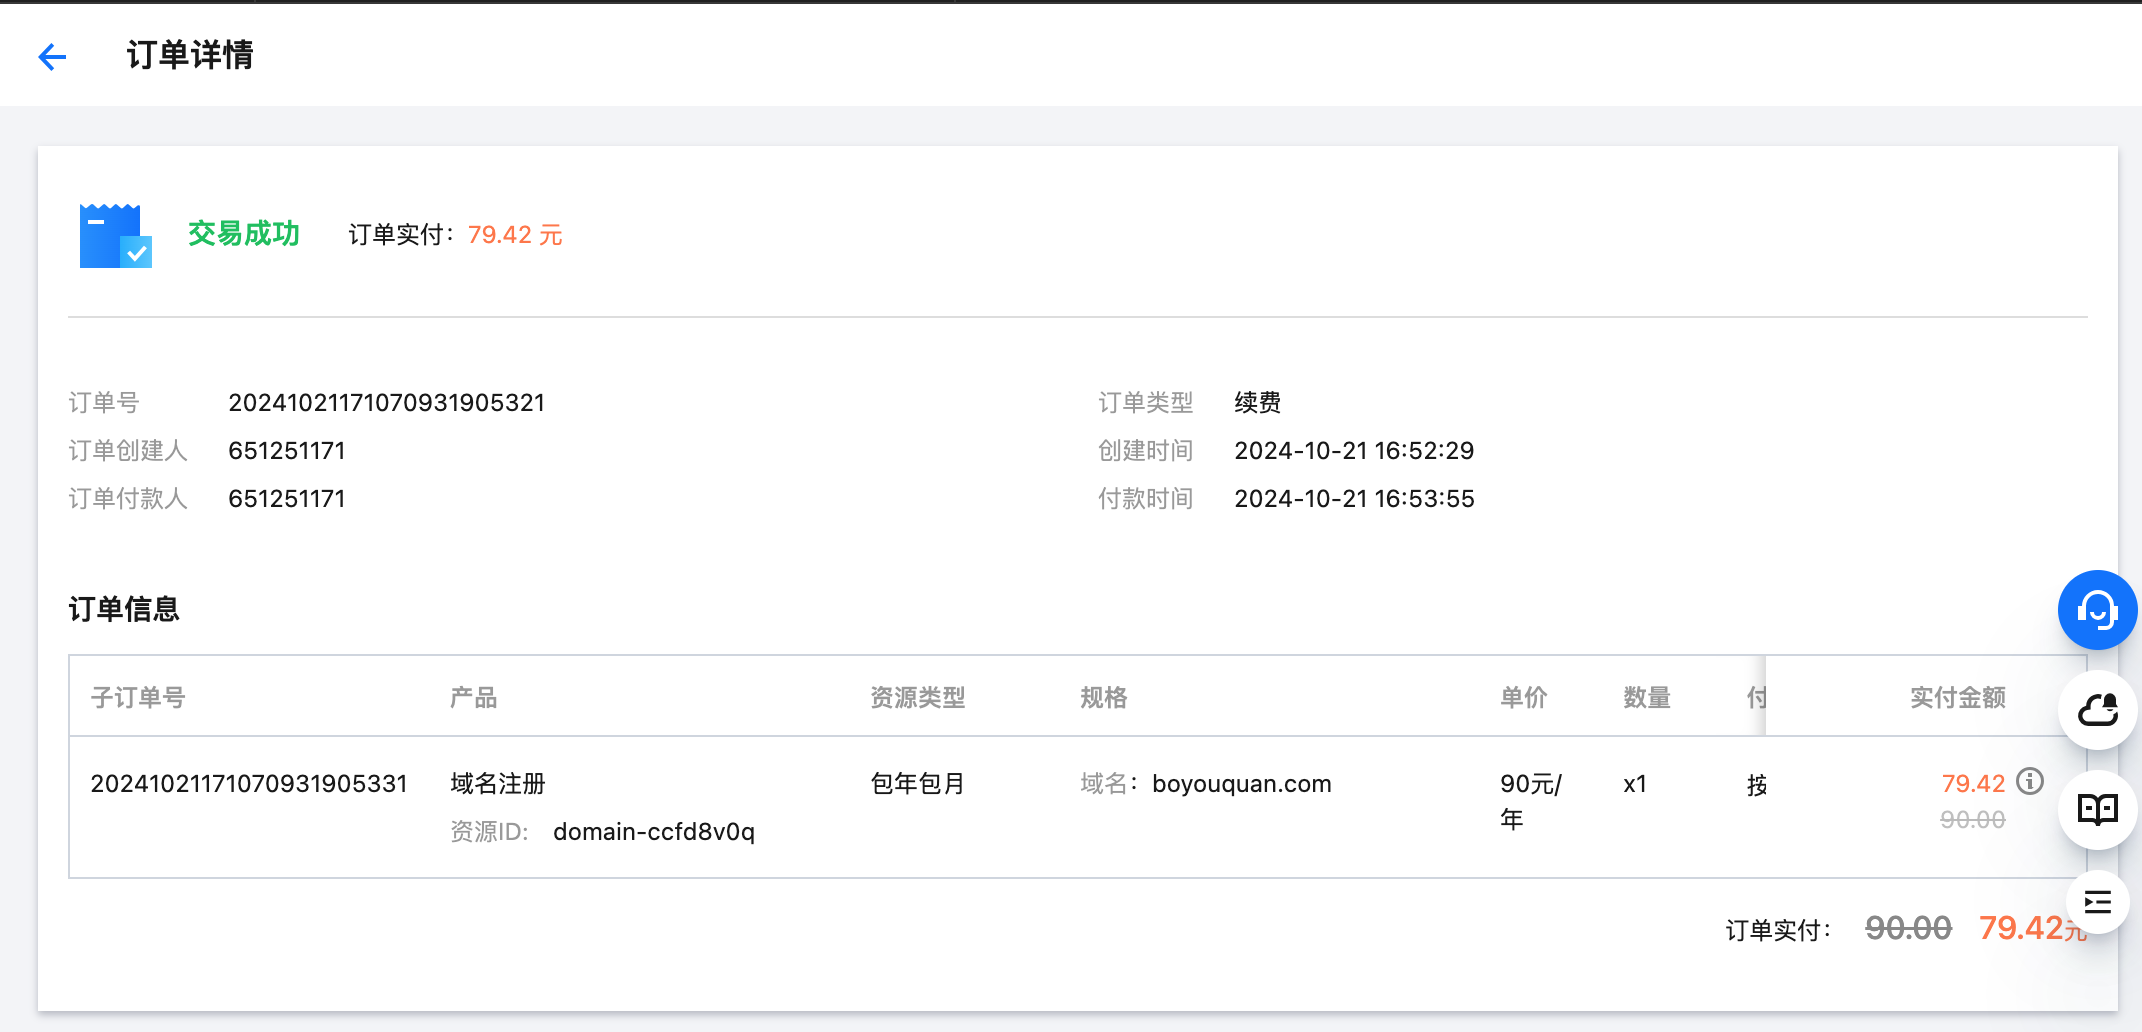 订单详情
交易成功 订单实付： 79.42 元
订单号 20241021171070931905321 订单类型 续费
订单创建人 651251171 创建时间 2024-10-21 16:52:29
订单付款人 651251171 付款时间 2024-10-21 16:53:55
订单信息
子订单号 产品 资源类型 规格 单价 数量 付 实付金额
20241021171070931905331 域名注册 包年包月 域名： boyouquan.com 90元/ x1 按 79.42
年 90.00
资源ID: domain-ccfd8v0q
订单实付： 90.00 79.42元